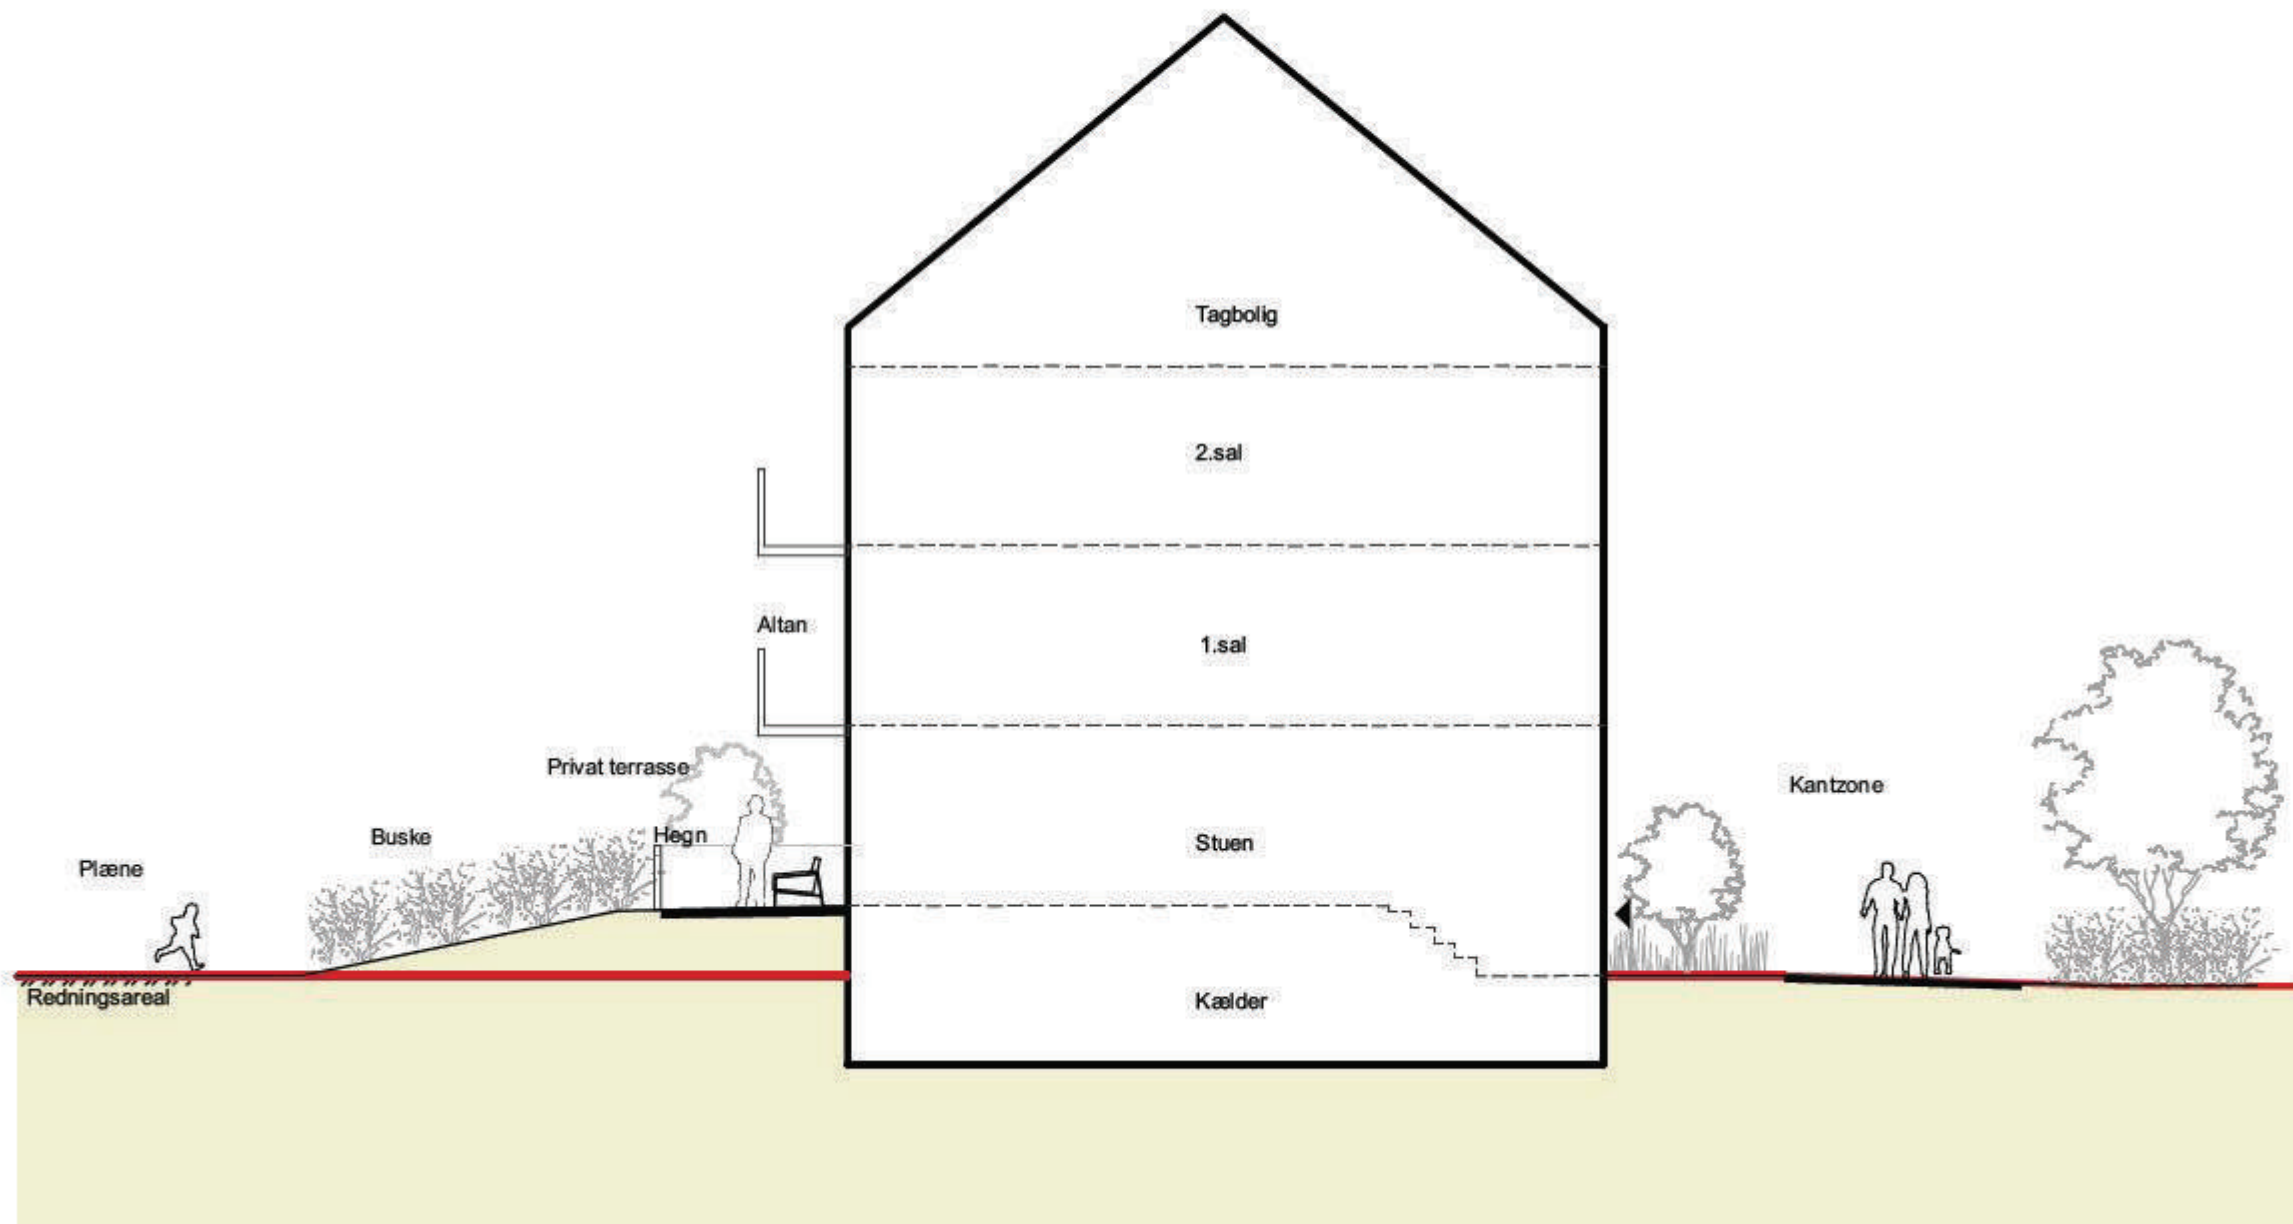 Tagbolig
2.sal
Altan
1.sal
Privat terrasse
Kantzone
Hegn
Buske
Stuen
Plæne
Redningsareal
Kælder